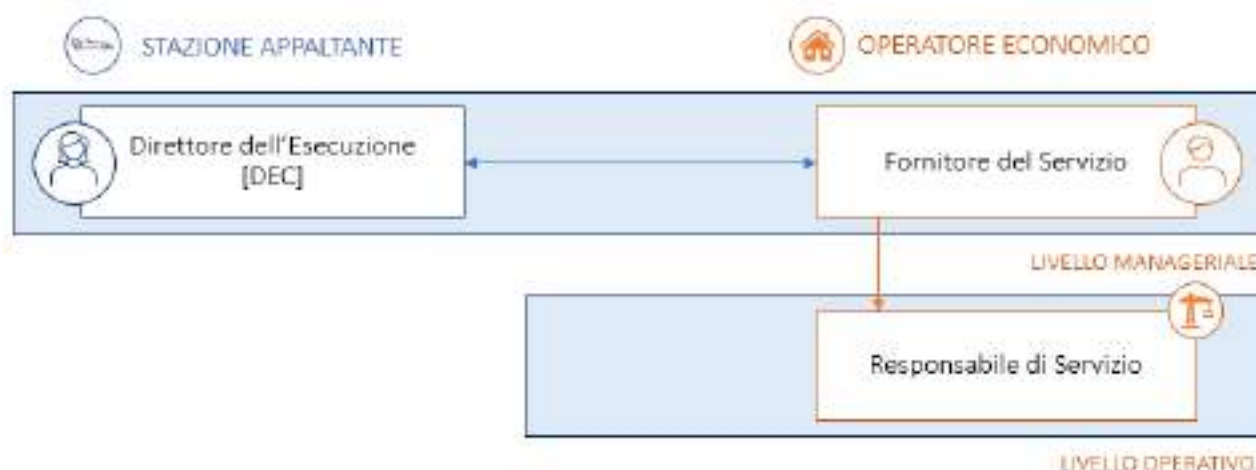 STAZIONE APPALTANTE
OPERATORE ECONOMICO
Direttore dell'Esecuzione
[DEC]
Fornitore del Servizio
LIVELLO MANAGERIALE
Responsabile di Servizio
LIVELLO OPERATIVO